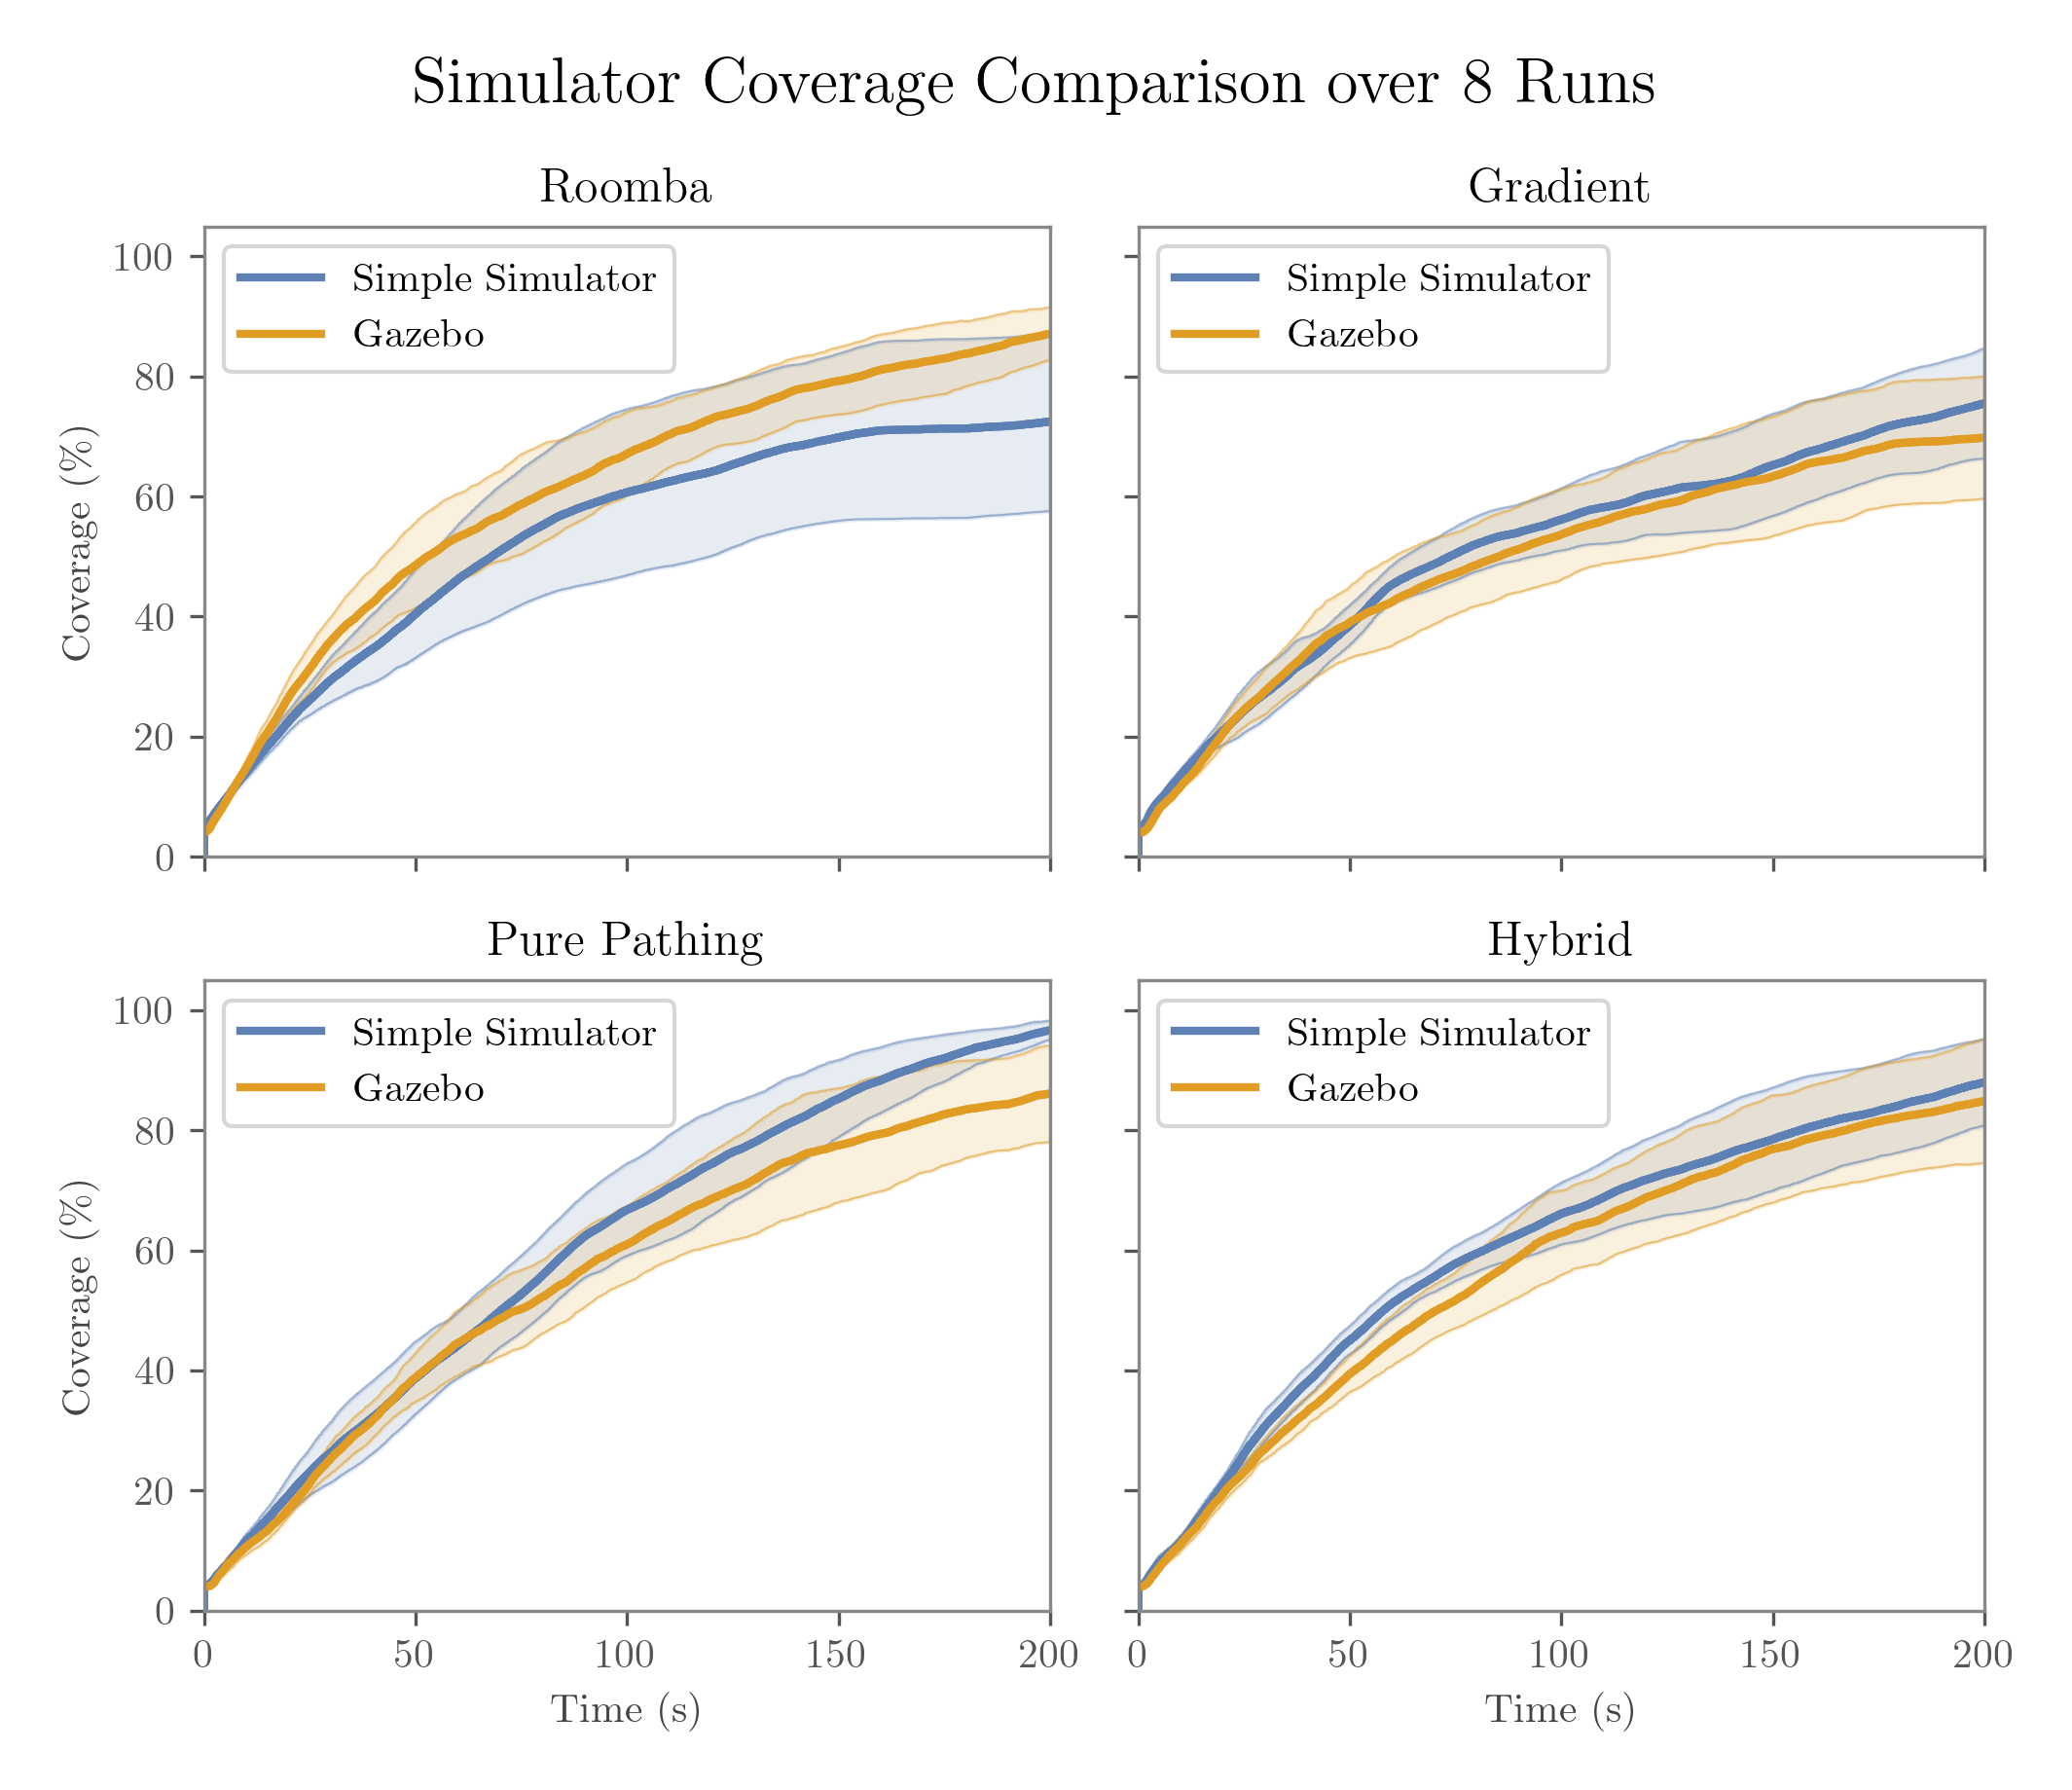 Simulator Coverage Comparison over 8 Runs
Roomba
Coverage (%)
100
80
60
40
20
0
Simple Simulator
Gazebo
Gradient
Simple Simulator
Gazebo
Pure Pathing
Coverage (%)
100
80
60
40
20
0
Simple Simulator
Gazebo
0 50 100 150 200
Time (s)
Hybrid
Simple Simulator
Gazebo
0 50 100 150 200
Time (s)